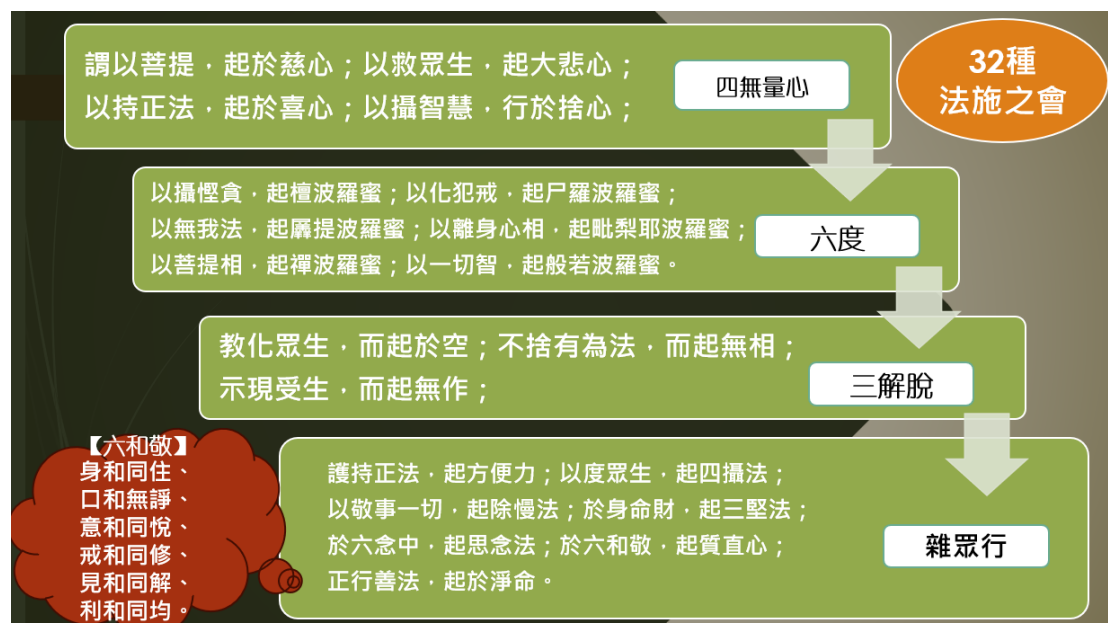 謂以菩提，起於慈心；以救眾生，起大悲心；
以持正法，起於喜心；以攝智慧，行於捨心；
四無量心
32種
法施之會
以攝慳貪，起檀波羅蜜；以化犯戒，起尸羅波羅蜜；
以無我法，起羼提波羅蜜；以離身心相，起毗梨耶波羅蜜；
以菩提相，起禪波羅蜜；以一切智，起般若波羅蜜。
六度
教化眾生，而起於空；不捨有為法，而起無相；
示現受生，而起無作；
三解脫
【六和敬】
身和同住、
口和無諍、
意和同悅、
戒和同修、
見和同解、
利和同均。
護持正法，起方便力；以度眾生，起四攝法；
以敬事一切，起除慢法；於身命財，起三堅法；
於六念中，起思念法；於六和敬，起質直心；
正行善法，起於淨命。
雜眾行